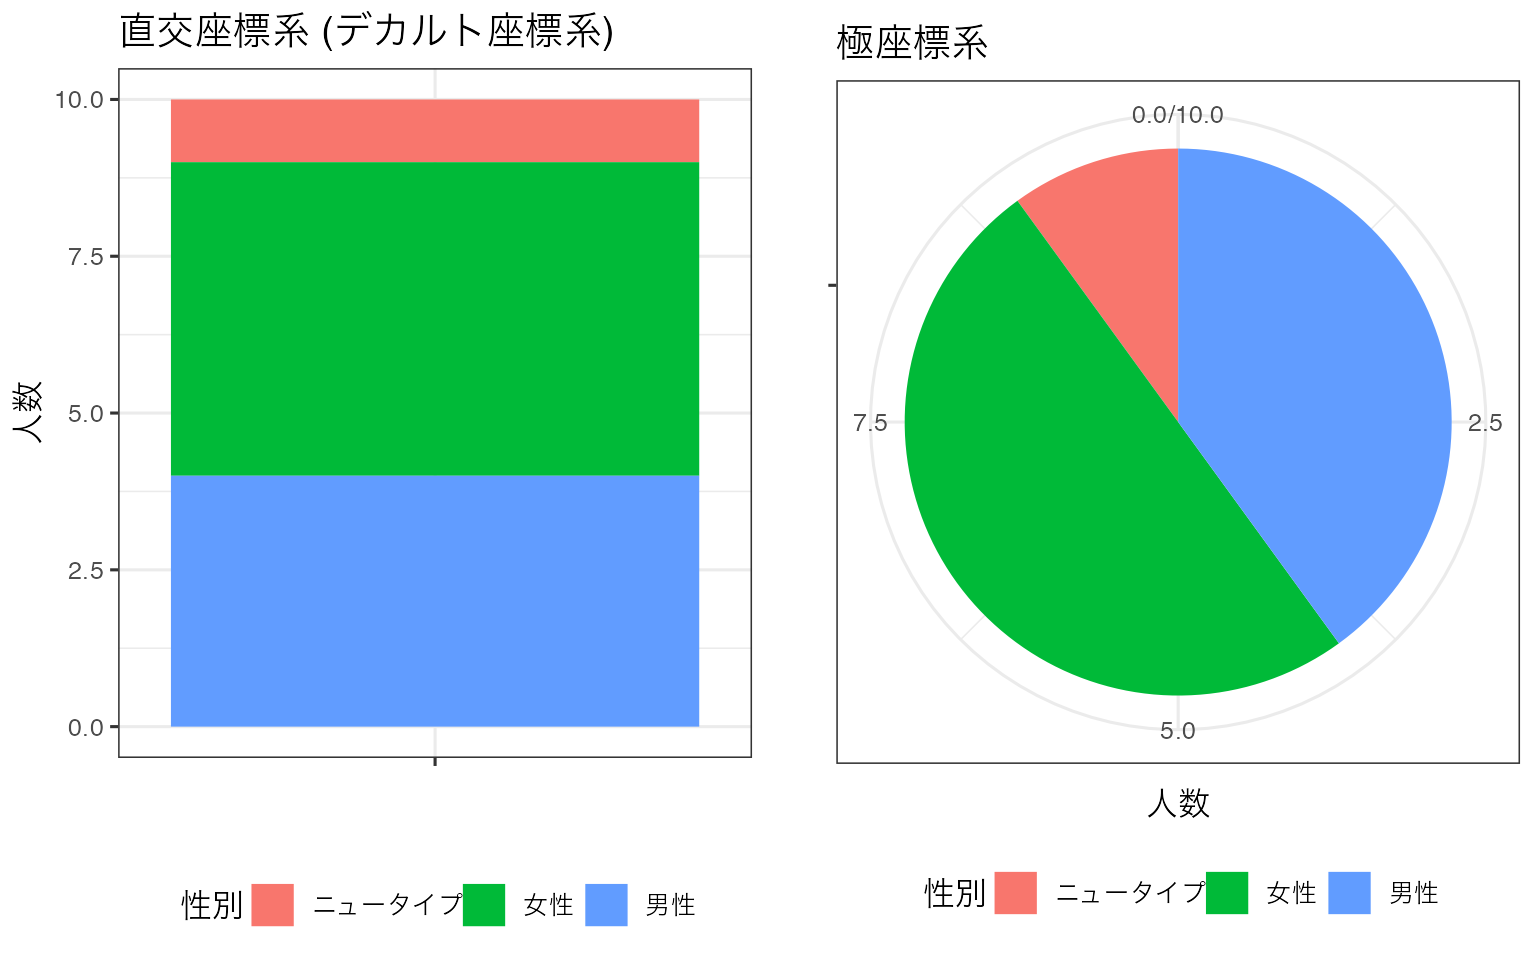 直交座標系 (デカルト座標系)
10.0
7.5
5.0
2.5
0.0
人数
性別 ニュータイプ 女性 男性
極座標系
0.0/10.0
7.5
2.5
5.0
人数
性別 ニュータイプ 女性 男性